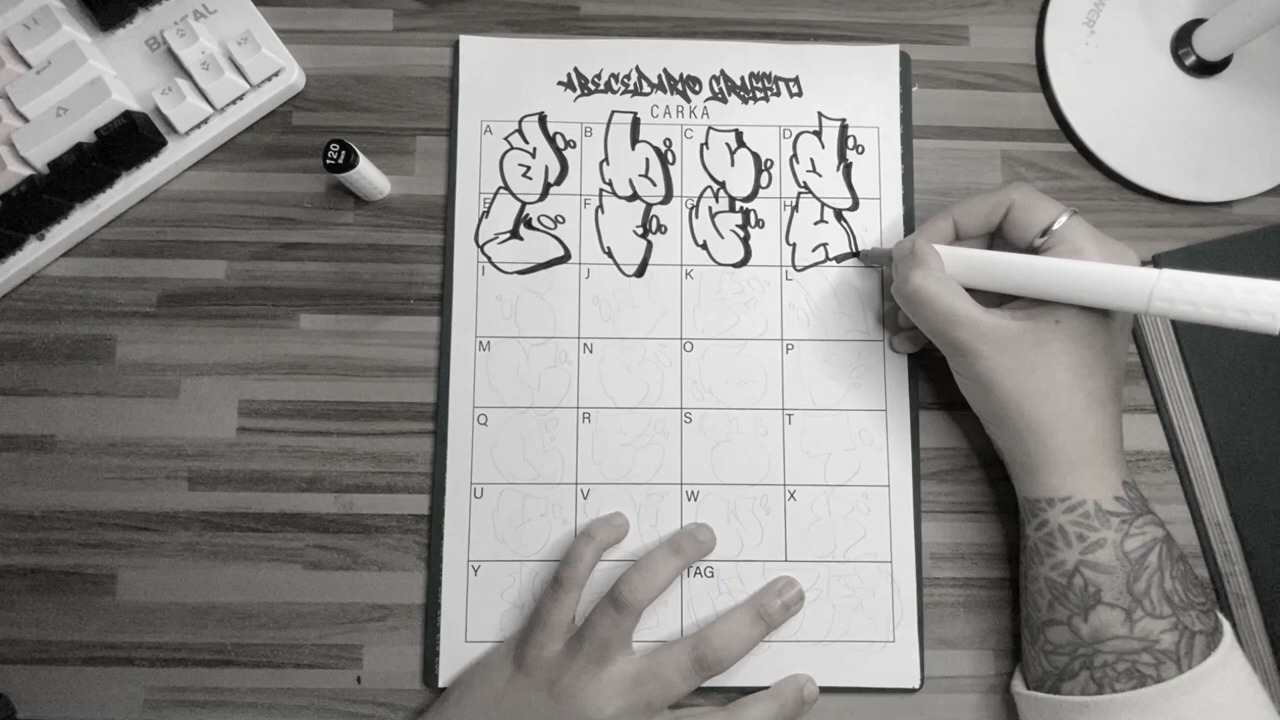 ABECEDARIO GRAFFITI
CARKA
A B C D
E F G H
I J K L
M N O P
Q R S T
U V W X
Y TAG
120